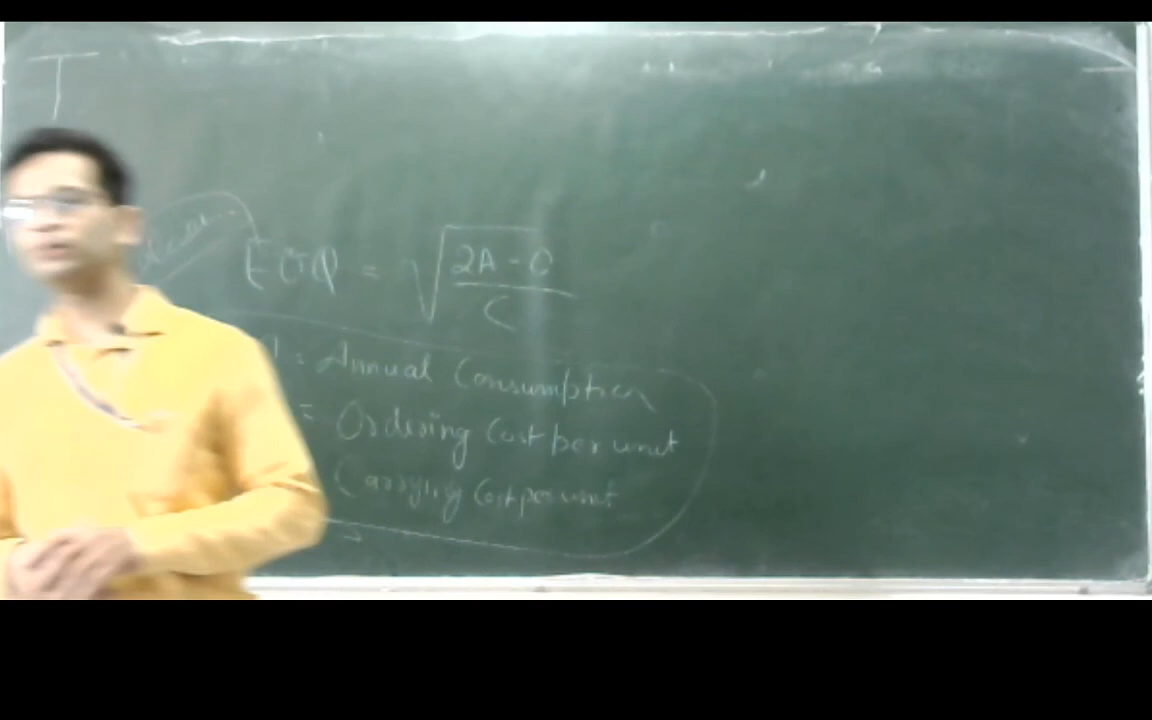 EOQ = √2A - O / C
= Annual Consumption
= Ordering Cost per unit
Carrying Cost per unit